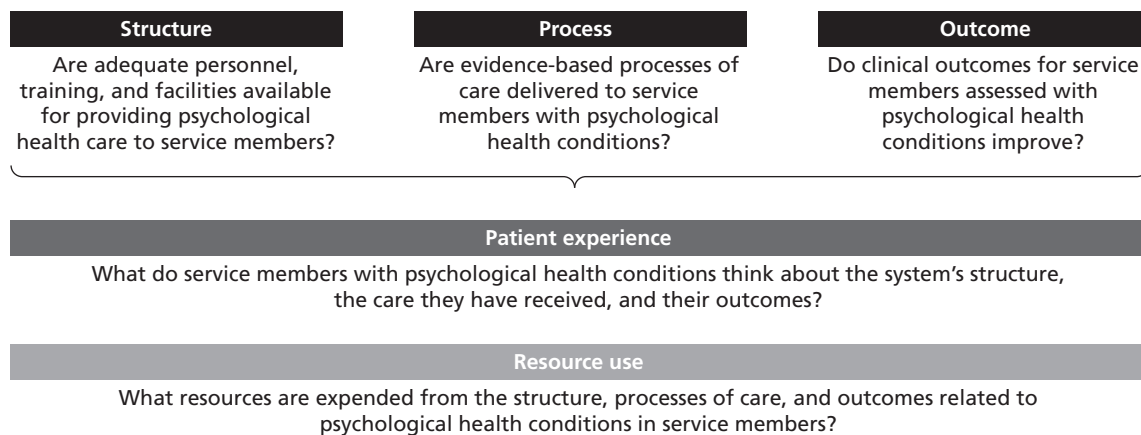 Structure
Are adequate personnel,
training, and facilities available
for providing psychological
health care to service members?
Process
Are evidence-based processes of
care delivered to service
members with psychological
health conditions?
Outcome
Do clinical outcomes for service
members assessed with
psychological health
conditions improve?
Patient experience
What do service members with psychological health conditions think about the system’s structure,
the care they have received, and their outcomes?
Resource use
What resources are expended from the structure, processes of care, and outcomes related to
psychological health conditions in service members?